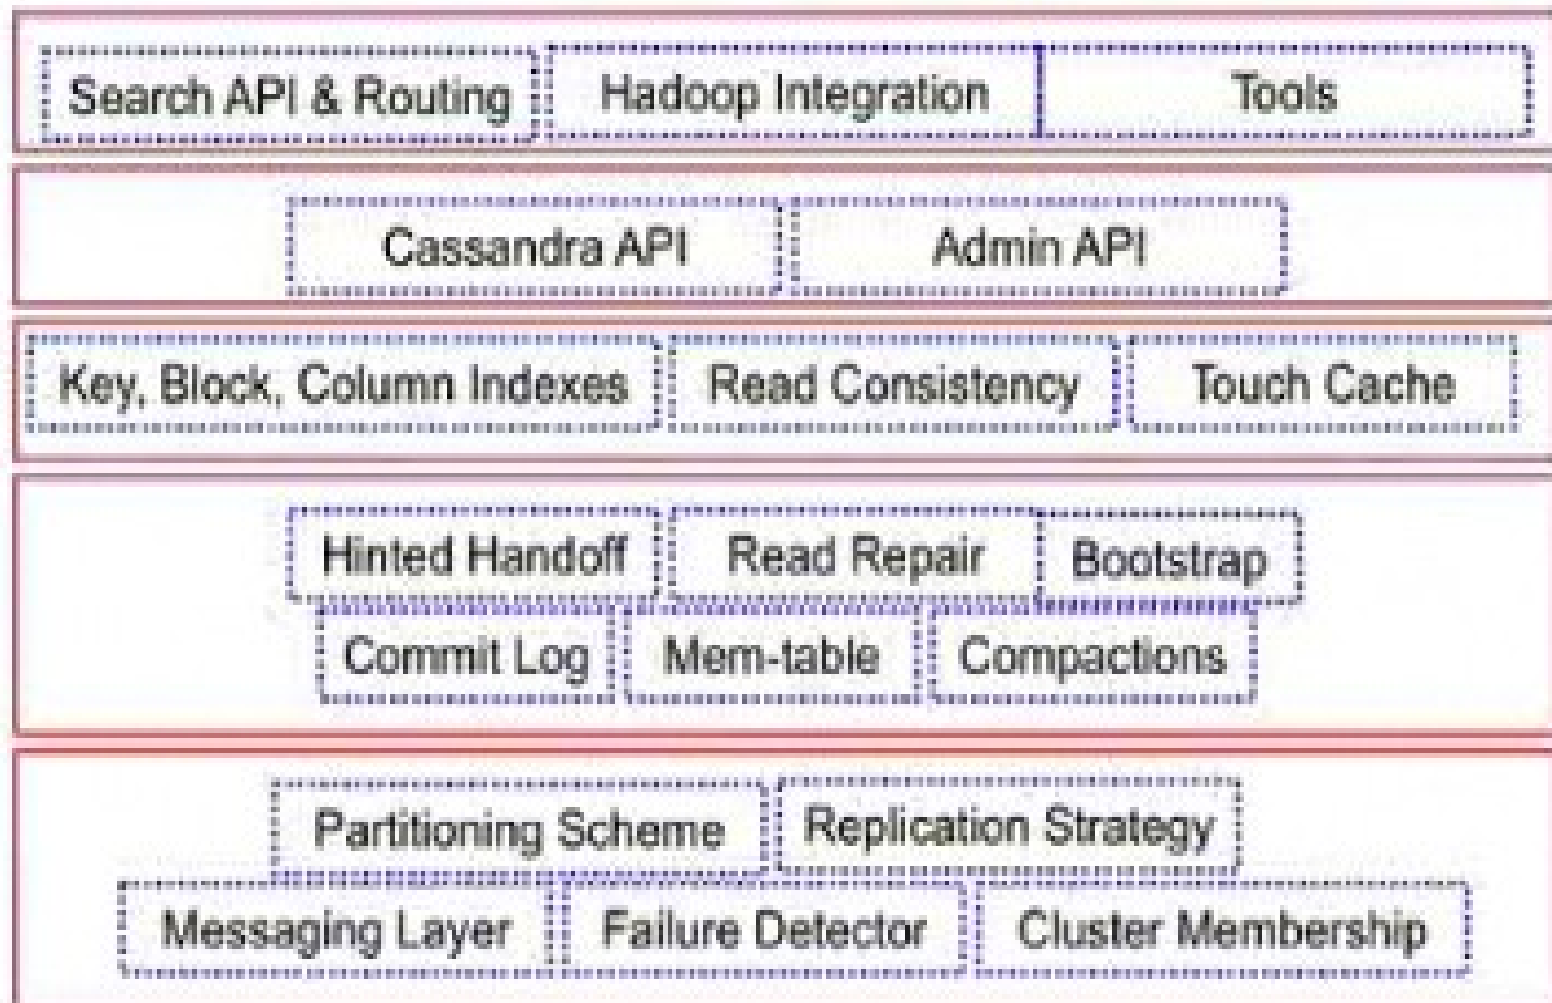 Search API & Routing Hadoop Integration Tools
Cassandra API Admin API
Key, Block, Column Indexes Read Consistency Touch Cache
Hinted Handoff Read Repair Bootstrap
Commit Log Mem-table Compactions
Partitioning Scheme Replication Strategy
Messaging Layer Failure Detector Cluster Membership